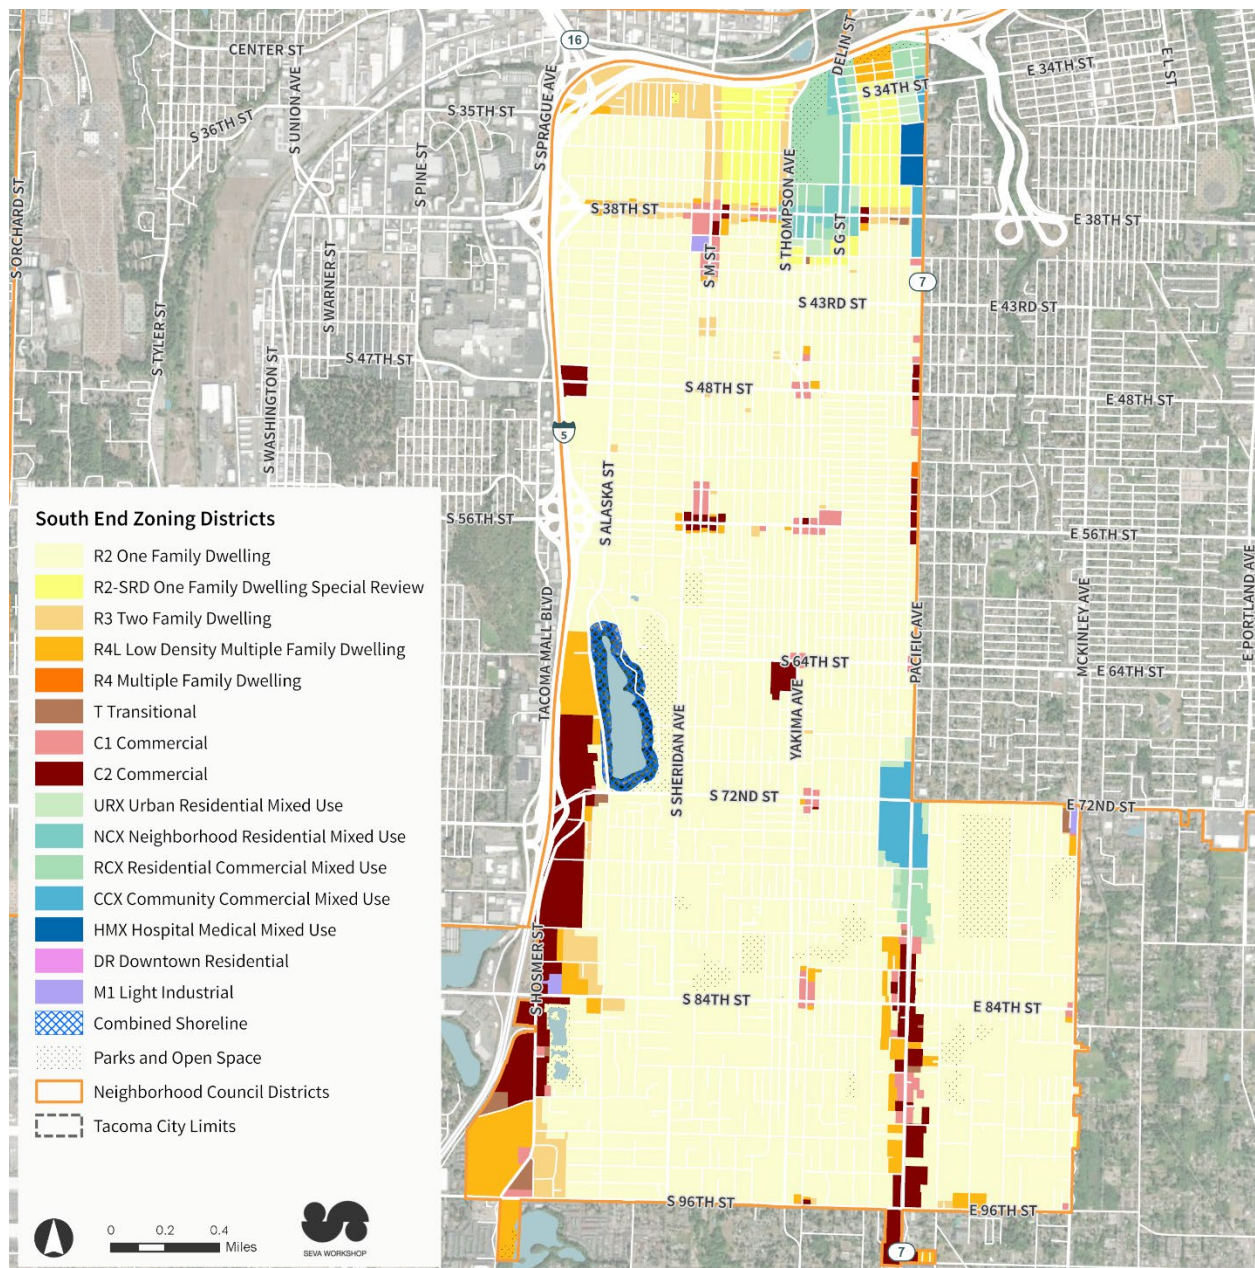 CENTER ST
16
DELIN ST
E 34TH ST
E L ST
S UNION AVE
S SPRAGUE AVE
S 34TH ST
S 35TH ST
S 36TH ST
S PINE ST
S ORCHARD ST
S THOMPSON AVE
S 38TH ST
E 38TH ST
S G ST
S M ST
S WARNER ST
S TYLER ST
7
S 43RD ST
E 43RD ST
S 47TH ST
S WASHINGTON ST
S 48TH ST
E 48TH ST
5
S ALASKA ST
S 56TH ST
E 56TH ST
TACOMA MALL BLVD
PACIFIC AVE
MCKINLEY AVE
E PORTLAND AVE
S 64TH ST
E 64TH ST
YAKIMA AVE
S SHERIDAN AVE
S 72ND ST
E 72ND ST
S HOSMER ST
S 84TH ST
E 84TH ST
S 96TH ST
E 96TH ST
7
South End Zoning Districts
R2 One Family Dwelling
R2-SRD One Family Dwelling Special Review
R3 Two Family Dwelling
R4L Low Density Multiple Family Dwelling
R4 Multiple Family Dwelling
T Transitional
C1 Commercial
C2 Commercial
URX Urban Residential Mixed Use
NCX Neighborhood Residential Mixed Use
RCX Residential Commercial Mixed Use
CCX Community Commercial Mixed Use
HMX Hospital Medical Mixed Use
DR Downtown Residential
M1 Light Industrial
Combined Shoreline
Parks and Open Space
Neighborhood Council Districts
Tacoma City Limits
0 0.2 0.4
Miles
SEVA WORKSHOP